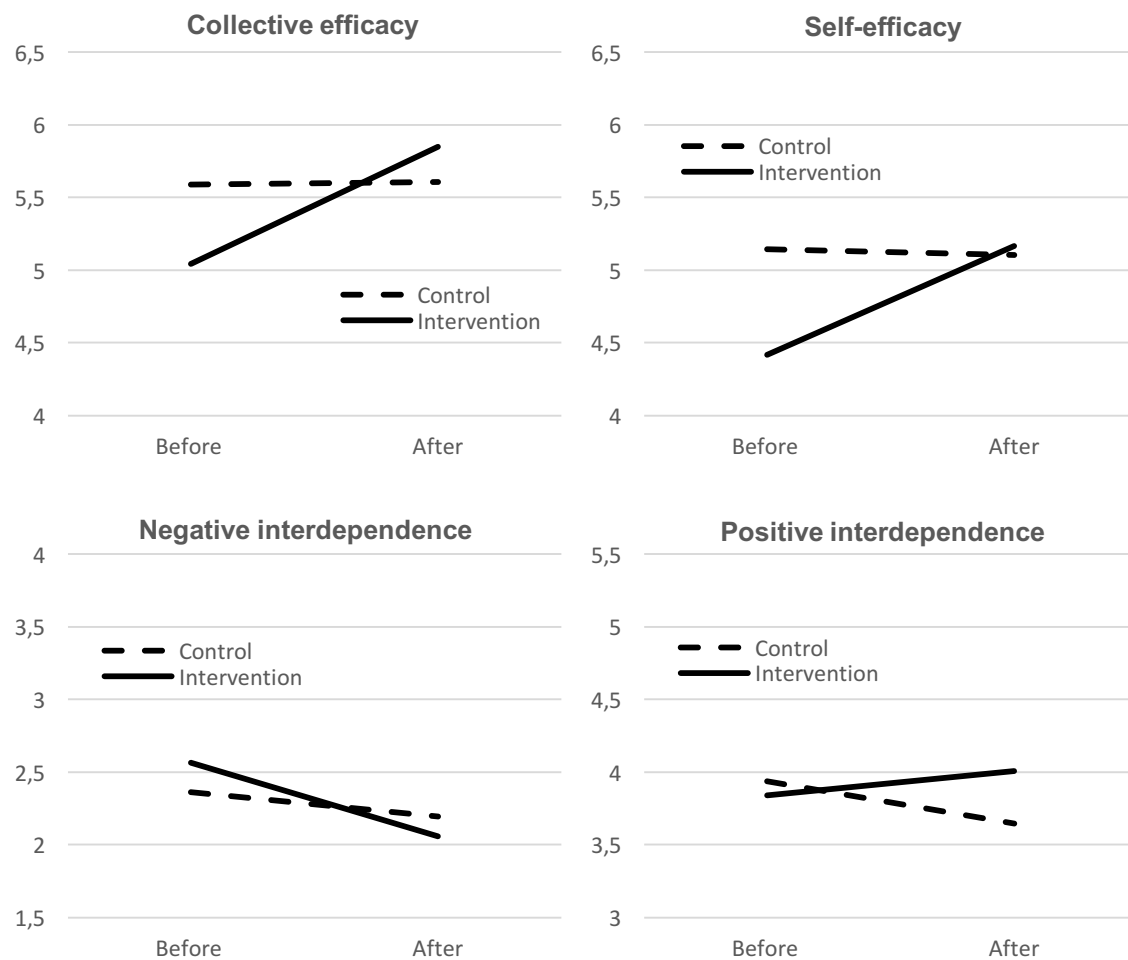 Collective efficacy
6,5
6
5,5
5
4,5
4
Control
Intervention
Before After
Self-efficacy
6,5
6
5,5
5
4,5
4
Control
Intervention
Before After
Negative interdependence
4
3,5
3
2,5
2
1,5
Control
Intervention
Before After
Positive interdependence
5,5
5
4,5
4
3,5
3
Control
Intervention
Before After